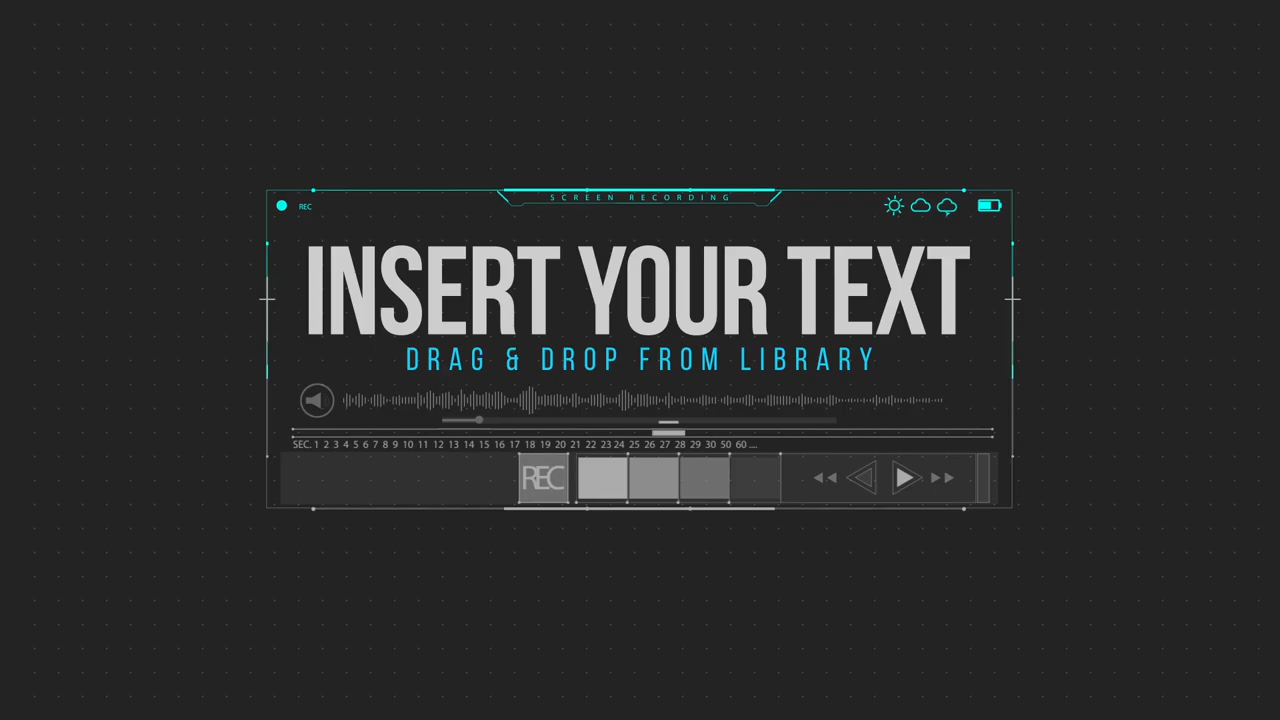 SCREEN RECORDING
REC
INSERT YOUR TEXT
DRAG & DROP FROM LIBRARY
SEC. 1 2 3 4 5 6 7 8 9 10 11 12 13 14 15 16 17 18 19 20 21 22 23 24 25 26 27 28 29 30 50 60 ....
REC